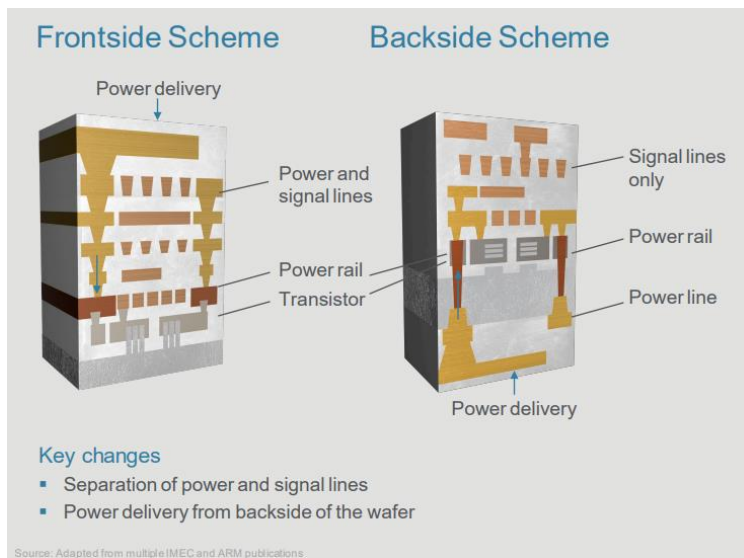 Frontside Scheme
Backside Scheme
Power delivery
Power and
signal lines
Signal lines
only
Power rail
Power rail
Transistor
Power line
Power delivery
Key changes
▪ Separation of power and signal lines
▪ Power delivery from backside of the wafer
Source: Adapted from multiple IMEC and ARM publications